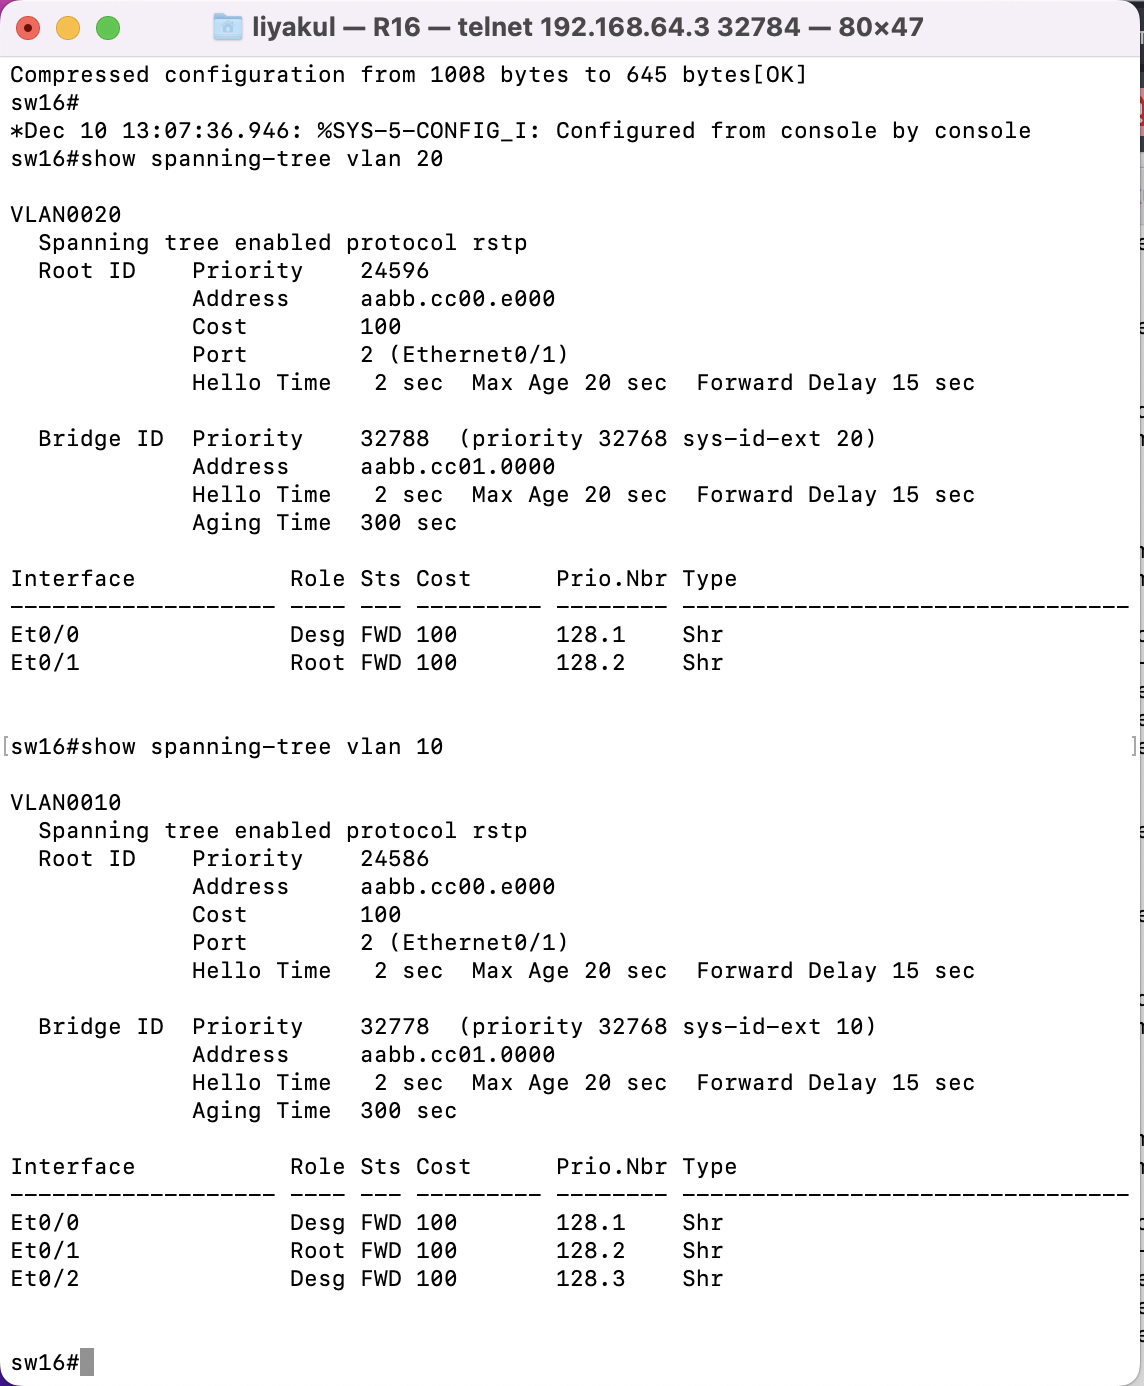 liyakul — R16 — telnet 192.168.64.3 32784 — 80×47
Compressed configuration from 1008 bytes to 645 bytes[OK]
sw16#
*Dec 10 13:07:36.946: %SYS-5-CONFIG_I: Configured from console by console
sw16#show spanning-tree vlan 20
VLAN0020
  Spanning tree enabled protocol rstp
  Root ID    Priority    24596
             Address     aabb.cc00.e000
             Cost        100
             Port        2 (Ethernet0/1)
             Hello Time   2 sec  Max Age 20 sec  Forward Delay 15 sec
  Bridge ID  Priority    32788  (priority 32768 sys-id-ext 20)
             Address     aabb.cc01.0000
             Hello Time   2 sec  Max Age 20 sec  Forward Delay 15 sec
             Aging Time  300 sec
Interface           Role Sts Cost      Prio.Nbr Type
------------------- ---- --- --------- -------- --------------------------------
Et0/0               Desg FWD 100       128.1    Shr
Et0/1               Root FWD 100       128.2    Shr
[sw16#show spanning-tree vlan 10 ]
VLAN0010
  Spanning tree enabled protocol rstp
  Root ID    Priority    24586
             Address     aabb.cc00.e000
             Cost        100
             Port        2 (Ethernet0/1)
             Hello Time   2 sec  Max Age 20 sec  Forward Delay 15 sec
  Bridge ID  Priority    32778  (priority 32768 sys-id-ext 10)
             Address     aabb.cc01.0000
             Hello Time   2 sec  Max Age 20 sec  Forward Delay 15 sec
             Aging Time  300 sec
Interface           Role Sts Cost      Prio.Nbr Type
------------------- ---- --- --------- -------- --------------------------------
Et0/0               Desg FWD 100       128.1    Shr
Et0/1               Root FWD 100       128.2    Shr
Et0/2               Desg FWD 100       128.3    Shr
sw16#